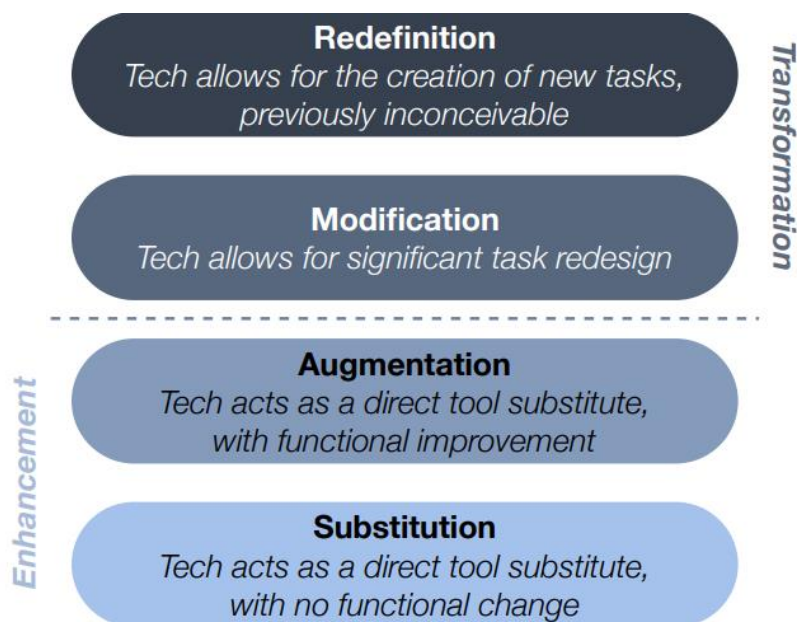 Redefinition
Tech allows for the creation of new tasks,
previously inconceivable
Modification
Tech allows for significant task redesign
Transformation
Augmentation
Tech acts as a direct tool substitute,
with functional improvement
Substitution
Tech acts as a direct tool substitute,
with no functional change
Enhancement